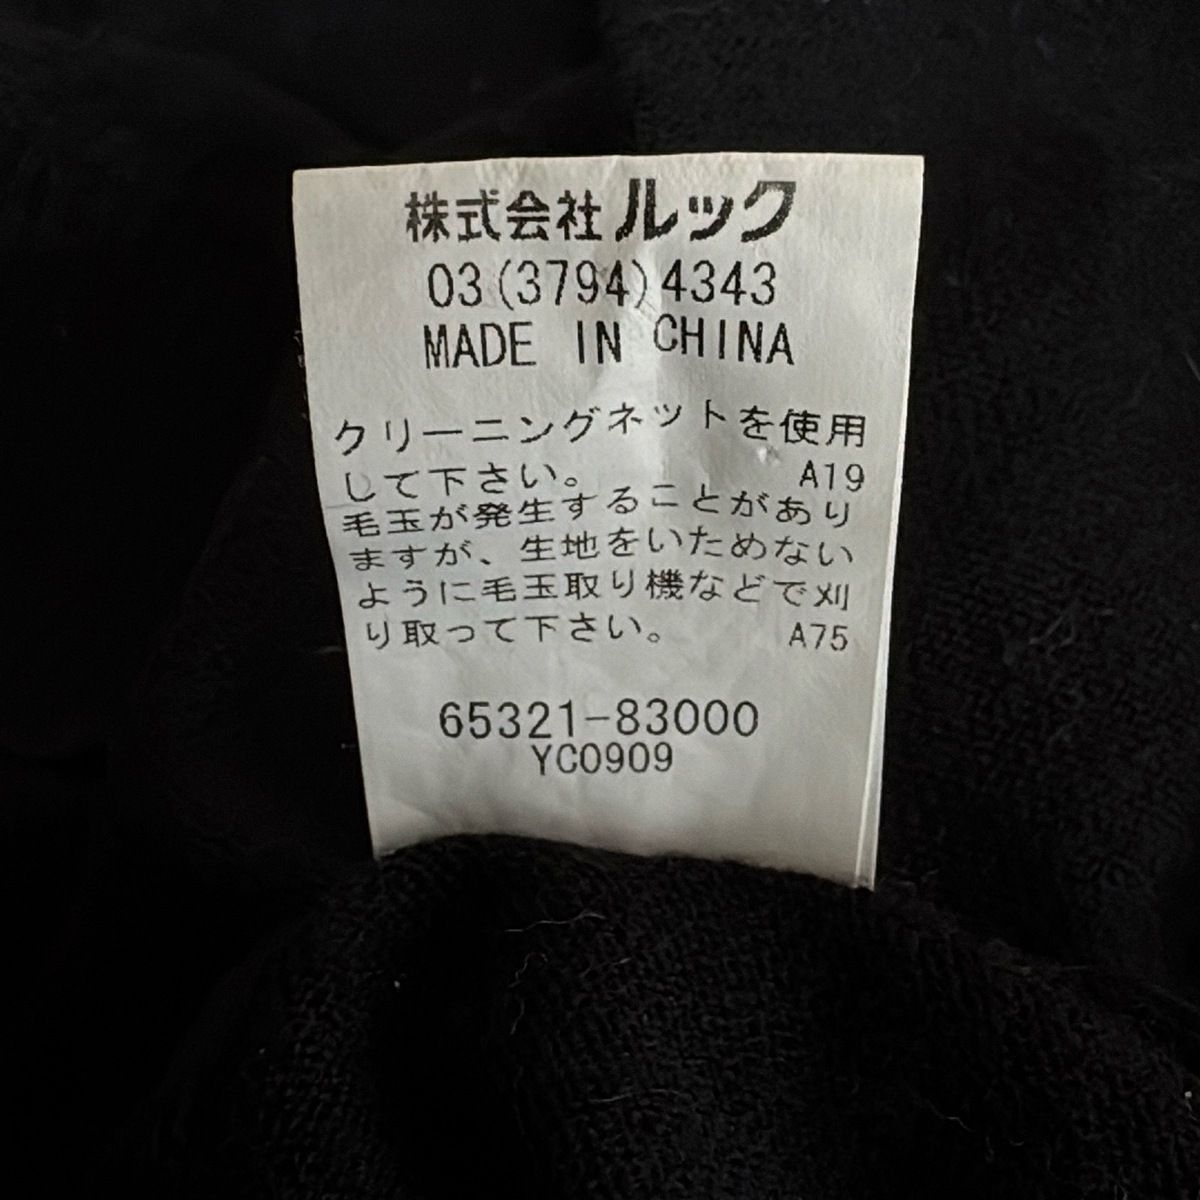 株式会社ルック
03(3794)4343
MADE IN CHINA
クリーニングネットを使用
して下さい。 A19
毛玉が発生することがあり
ますが、生地をいためない
ように毛玉取り機などで刈
り取って下さい。 A75
65321-83000
YC0909